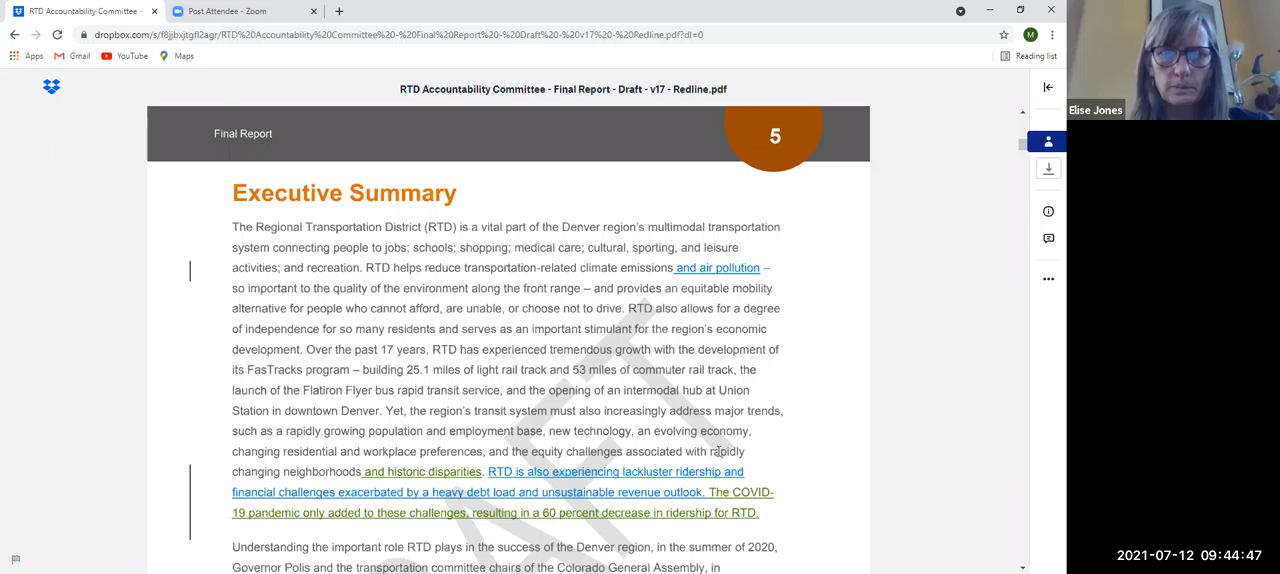 RTD Accountability Committee -
Post Attendee - Zoom
dropbox.com/s/f8jjbxjtgfl2agr/RTD%20Accountability%20Committee%20-%20Final%20Report%20-%20Draft%20-%20v17%20-%20Redline.pdf?dl=0
M
Apps
Gmail
YouTube
Maps
Reading list
RTD Accountability Committee - Final Report - Draft - v17 - Redline.pdf
Elise Jones
Final Report
5
Executive Summary
The Regional Transportation District (RTD) is a vital part of the Denver region's multimodal transportation
system connecting people to jobs; schools; shopping; medical care; cultural, sporting, and leisure
activities; and recreation. RTD helps reduce transportation-related climate emissions and air pollution –
so important to the quality of the environment along the front range – and provides an equitable mobility
alternative for people who cannot afford, are unable, or choose not to drive. RTD also allows for a degree
of independence for so many residents and serves as an important stimulant for the region's economic
development. Over the past 17 years, RTD has experienced tremendous growth with the development of
its FasTracks program – building 25.1 miles of light rail track and 53 miles of commuter rail track, the
launch of the Flatiron Flyer bus rapid transit service, and the opening of an intermodal hub at Union
Station in downtown Denver. Yet, the region's transit system must also increasingly address major trends,
such as a rapidly growing population and employment base, new technology, an evolving economy,
changing residential and workplace preferences, and the equity challenges associated with rapidly
changing neighborhoods and historic disparities. RTD is also experiencing lackluster ridership and
financial challenges exacerbated by a heavy debt load and unsustainable revenue outlook. The COVID-
19 pandemic only added to these challenges, resulting in a 60 percent decrease in ridership for RTD.
Understanding the important role RTD plays in the success of the Denver region, in the summer of 2020,
Governor Polis and the transportation committee chairs of the Colorado General Assembly, in
DRAFT
2021-07-12 09:44:47